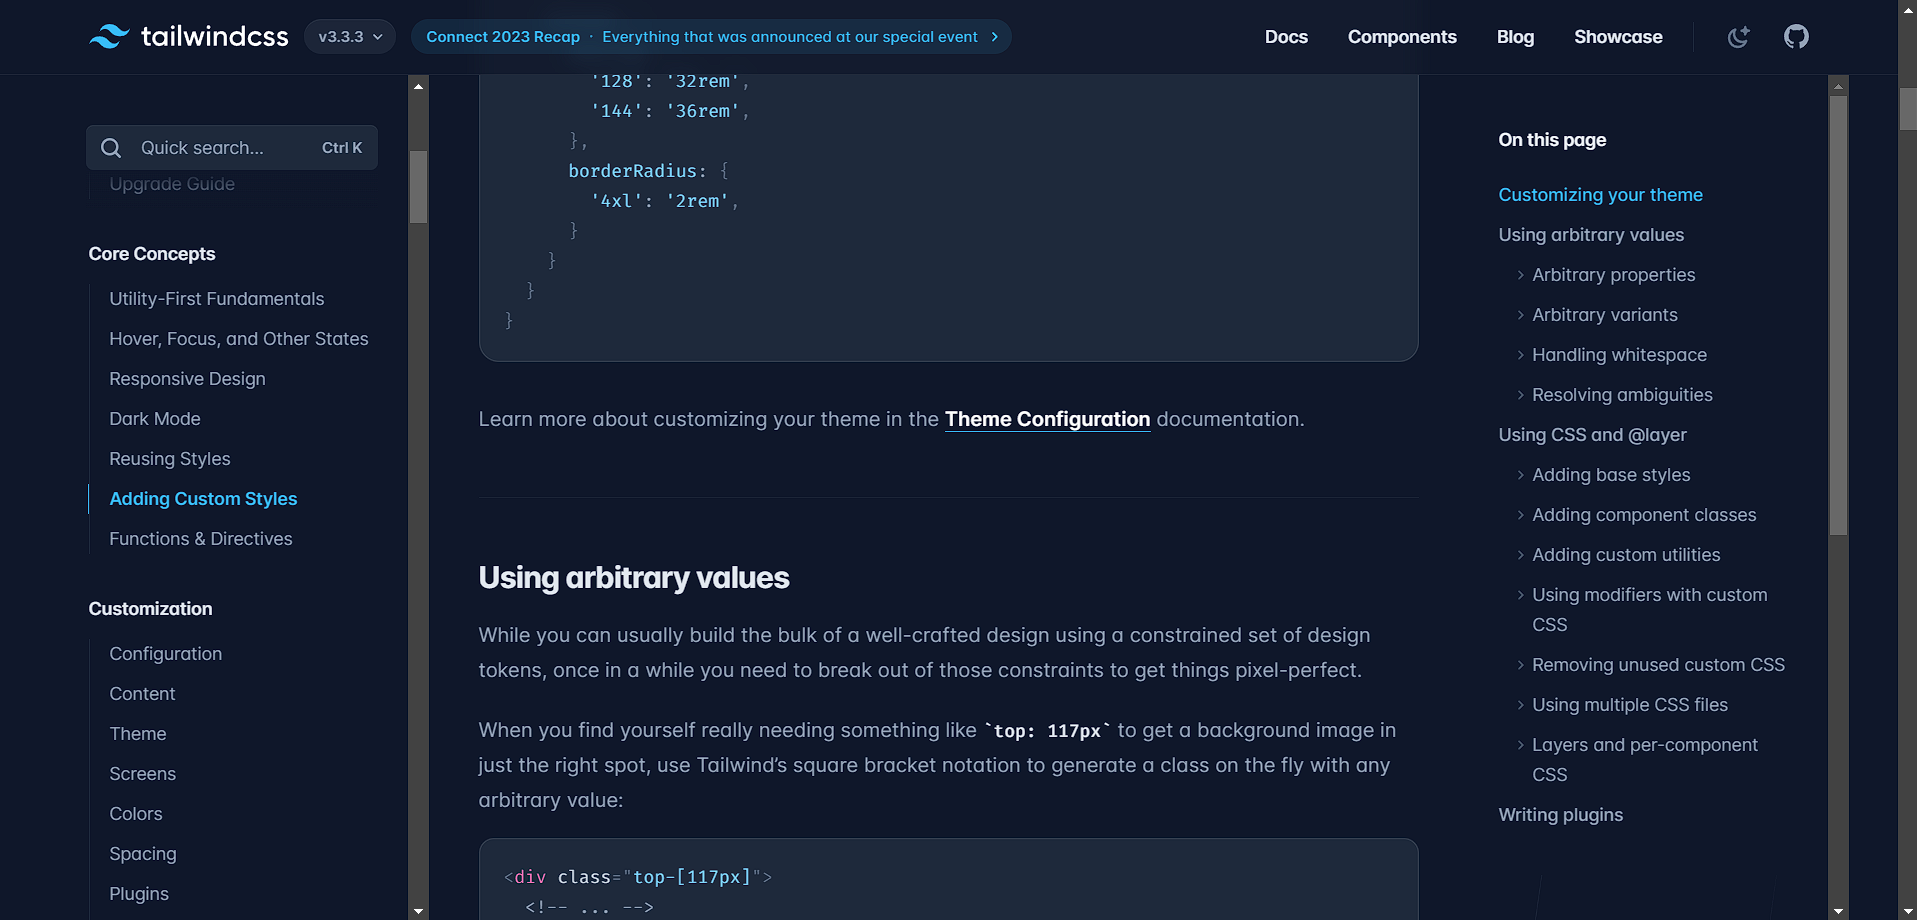 tailwindcss
v3.3.3
Connect 2023 Recap · Everything that was announced at our special event
Docs
Components
Blog
Showcase
Quick search...
Ctrl K
Upgrade Guide
Core Concepts
Utility-First Fundamentals
Hover, Focus, and Other States
Responsive Design
Dark Mode
Reusing Styles
Adding Custom Styles
Functions & Directives
Customization
Configuration
Content
Theme
Screens
Colors
Spacing
Plugins
'128': '32rem',
'144': '36rem',
},
borderRadius: {
'4xl': '2rem',
}
}
}
}
Learn more about customizing your theme in the Theme Configuration documentation.
Using arbitrary values
While you can usually build the bulk of a well-crafted design using a constrained set of design
tokens, once in a while you need to break out of those constraints to get things pixel-perfect.
When you find yourself really needing something like `top: 117px` to get a background image in
just the right spot, use Tailwind’s square bracket notation to generate a class on the fly with any
arbitrary value:
<div class="top-[117px]">
<!-- ... -->
On this page
Customizing your theme
Using arbitrary values
Arbitrary properties
Arbitrary variants
Handling whitespace
Resolving ambiguities
Using CSS and @layer
Adding base styles
Adding component classes
Adding custom utilities
Using modifiers with custom
CSS
Removing unused custom CSS
Using multiple CSS files
Layers and per-component
CSS
Writing plugins